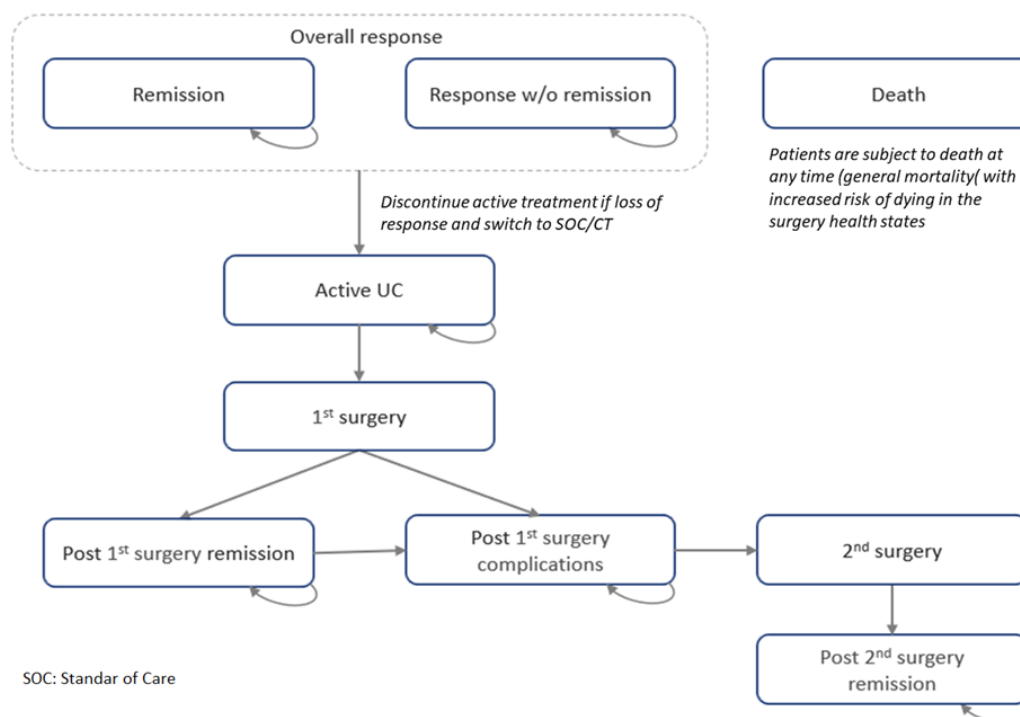 Overall response
Remission
Response w/o remission
Death
Patients are subject to death at
any time (general mortality( with
increased risk of dying in the
surgery health states
Discontinue active treatment if loss of
response and switch to SOC/CT
Active UC
1st surgery
Post 1st surgery remission
Post 1st surgery
complications
2nd surgery
Post 2nd surgery
remission
SOC: Standar of Care